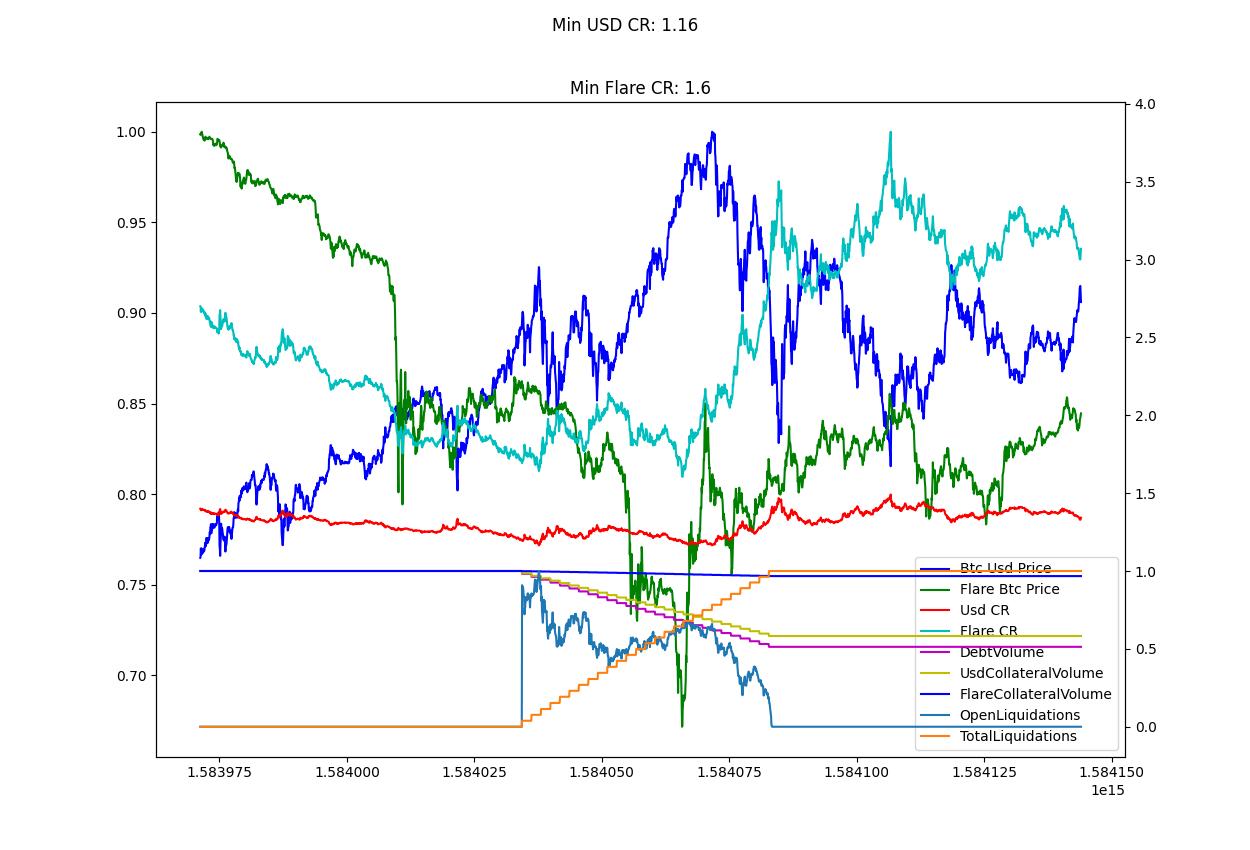 Min USD CR: 1.16
Min Flare CR: 1.6
1.00
0.95
0.90
0.85
0.80
0.75
0.70
4.0
3.5
3.0
2.5
2.0
1.5
1.0
0.5
0.0
Btc Usd Price
Flare Btc Price
Usd CR
Flare CR
DebtVolume
UsdCollateralVolume
FlareCollateralVolume
OpenLiquidations
TotalLiquidations
1.583975 1.584000 1.584025 1.584050 1.584075 1.584100 1.584125 1.584150
1e15